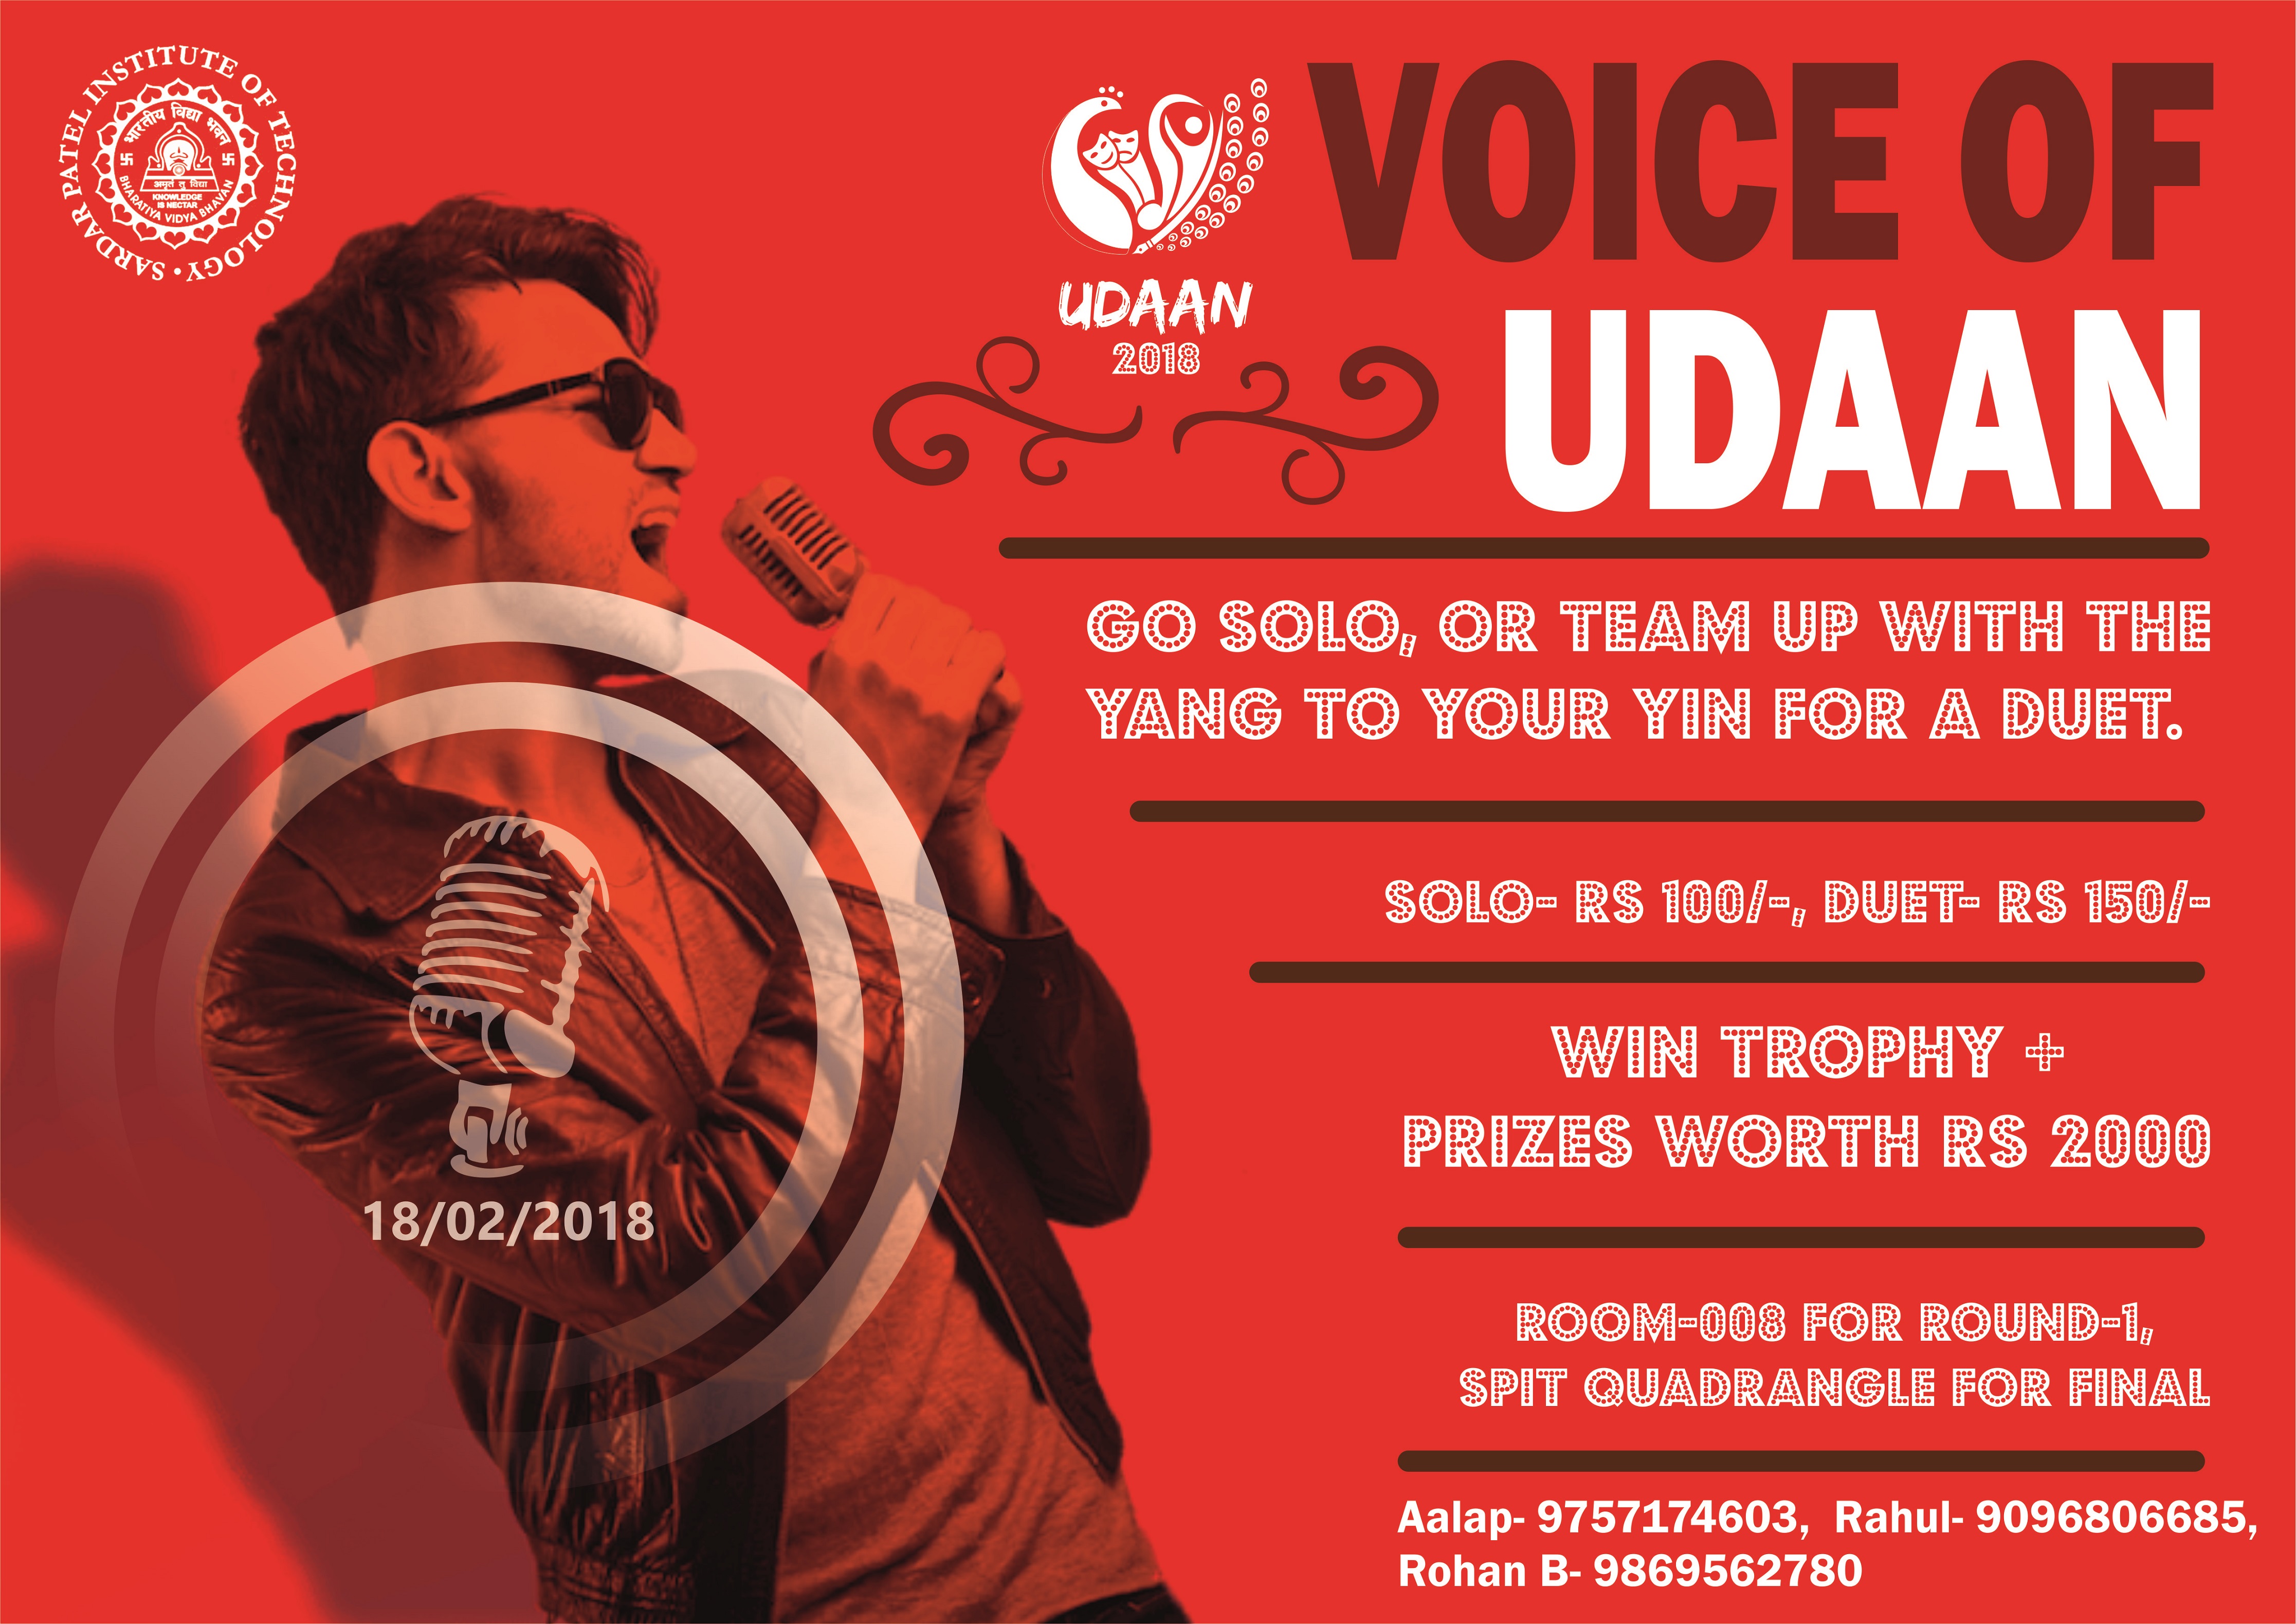 SARDAR PATEL INSTITUTE OF TECHNOLOGY
भारतीय विद्या भवन
अमृतं तु विद्या
KNOWLEDGE
IS NECTAR
BHARATIYA VIDYA BHAVAN
UDAAN
2018
VOICE OF
UDAAN
GO SOLO, OR TEAM UP WITH THE
YANG TO YOUR YIN FOR A DUET.
SOLO- RS 100/-, DUET- RS 150/-
WIN TROPHY +
PRIZES WORTH RS 2000
18/02/2018
ROOM-008 FOR ROUND-1,
SPIT QUADRANGLE FOR FINAL
Aalap- 9757174603, Rahul- 9096806685,
Rohan B- 9869562780